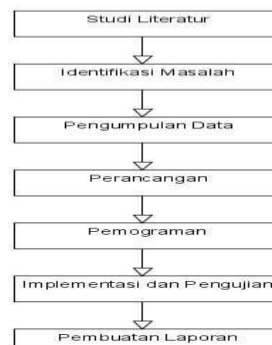 Studi Literatur
Identifikasi Masalah
Pengumpulan Data
Perancangan
Pemograman
Implementasi dan Pengujian
Pembuatan Laporan